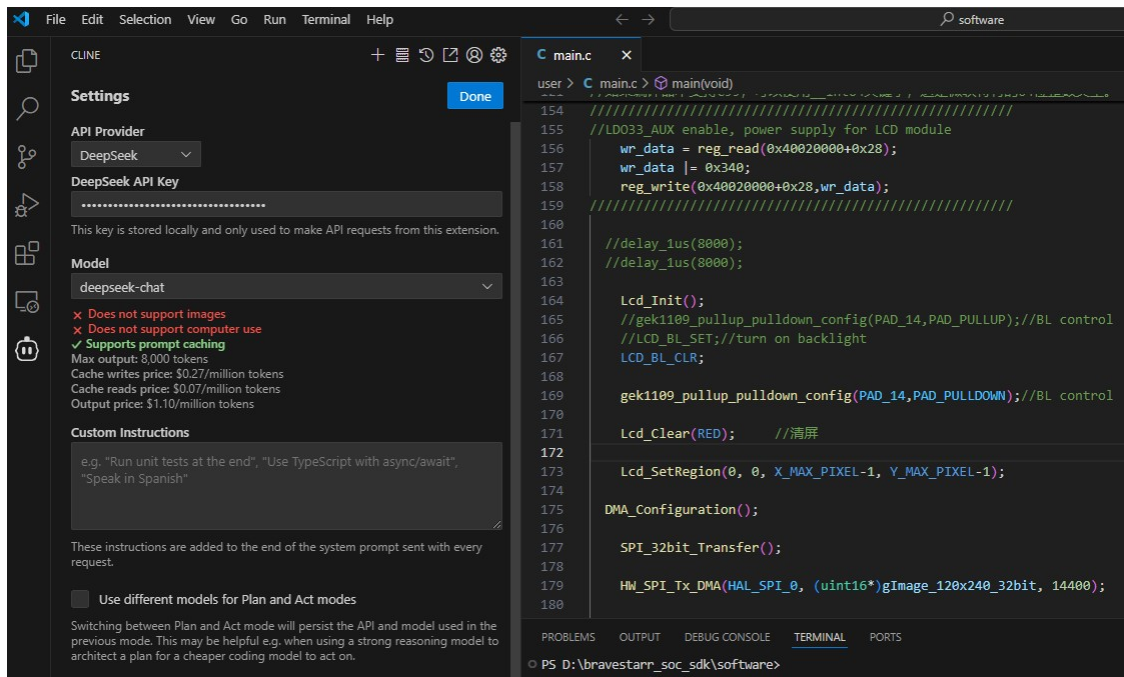 File Edit Selection View Go Run Terminal Help
software
CLINE
Settings
Done
API Provider
DeepSeek
DeepSeek API Key
•••••••••••••••••••••••••••••••••••
This key is stored locally and only used to make API requests from this extension.
Model
deepseek-chat
✗ Does not support images
✗ Does not support computer use
✓ Supports prompt caching
Max output: 8,000 tokens
Cache writes price: $0.27/million tokens
Cache reads price: $0.07/million tokens
Output price: $1.10/million tokens
Custom Instructions
e.g. "Run unit tests at the end", "Use TypeScript with async/await",
"Speak in Spanish"
These instructions are added to the end of the system prompt sent with every
request.
Use different models for Plan and Act modes
Switching between Plan and Act mode will persist the API and model used in the
previous mode. This may be helpful e.g. when using a strong reasoning model to
architect a plan for a cheaper coding model to act on.
C main.c ×
user > C main.c > main(void)
154 ///////////////////////////////////////////////////////
155 //LDO33_AUX enable, power supply for LCD module
156 wr_data = reg_read(0x40020000+0x28);
157 wr_data |= 0x340;
158 reg_write(0x40020000+0x28,wr_data);
159 ///////////////////////////////////////////////////////
160
161 //delay_1us(8000);
162 //delay_1us(8000);
163
164 Lcd_Init();
165 //gek1109_pullup_pulldown_config(PAD_14,PAD_PULLUP);//BL control
166 //LCD_BL_SET;//turn on backlight
167 LCD_BL_CLR;
168
169 gek1109_pullup_pulldown_config(PAD_14,PAD_PULLDOWN);//BL control
170
171 Lcd_Clear(RED); //清屏
172
173 Lcd_SetRegion(0, 0, X_MAX_PIXEL-1, Y_MAX_PIXEL-1);
174
175 DMA_Configuration();
176
177 SPI_32bit_Transfer();
178
179 HW_SPI_Tx_DMA(HAL_SPI_0, (uint16*)gImage_120x240_32bit, 14400);
180
PROBLEMS OUTPUT DEBUG CONSOLE TERMINAL PORTS
PS D:\bravestarr_soc_sdk\software>